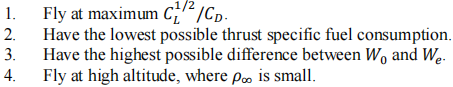 1. Fly at maximum C_L^{1/2}/C_D.
2. Have the lowest possible thrust specific fuel consumption.
3. Have the highest possible difference between W_0 and W_e.
4. Fly at high altitude, where ρ_∞ is small.